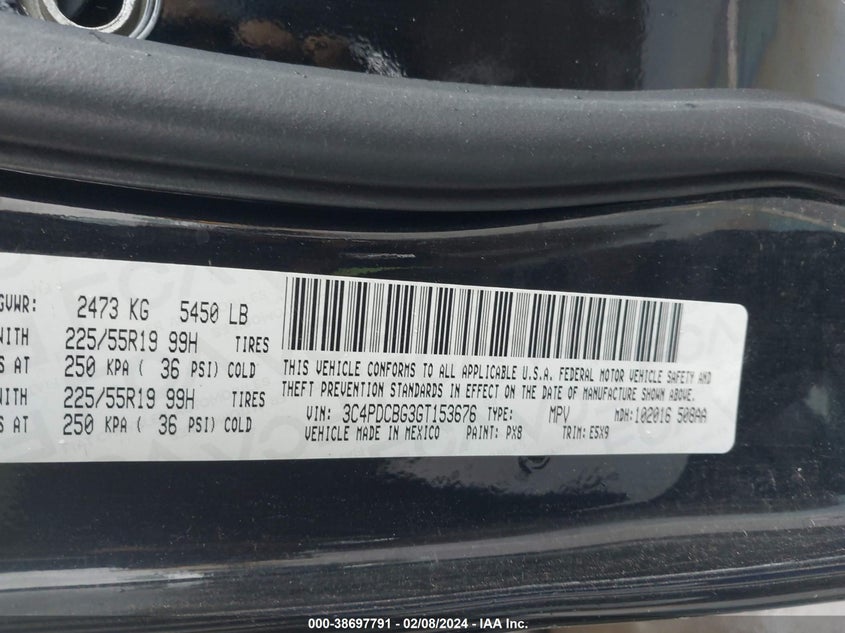 GVWR: 2473 KG 5450 LB
WITH 225/55R19 99H TIRES
AT 250 KPA ( 36 PSI) COLD
WITH 225/55R19 99H TIRES
AT 250 KPA ( 36 PSI) COLD
THIS VEHICLE CONFORMS TO ALL APPLICABLE U.S.A. FEDERAL MOTOR VEHICLE SAFETY AND
THEFT PREVENTION STANDARDS IN EFFECT ON THE DATE OF MANUFACTURE SHOWN ABOVE.
VIN: 3C4PDCBG36T153676 TYPE: MPV MDH:102016 508AA
VEHICLE MADE IN MEXICO PAINT: PX8 TRIM: E5X9
000-38697791 - 02/08/2024 - IAA Inc.